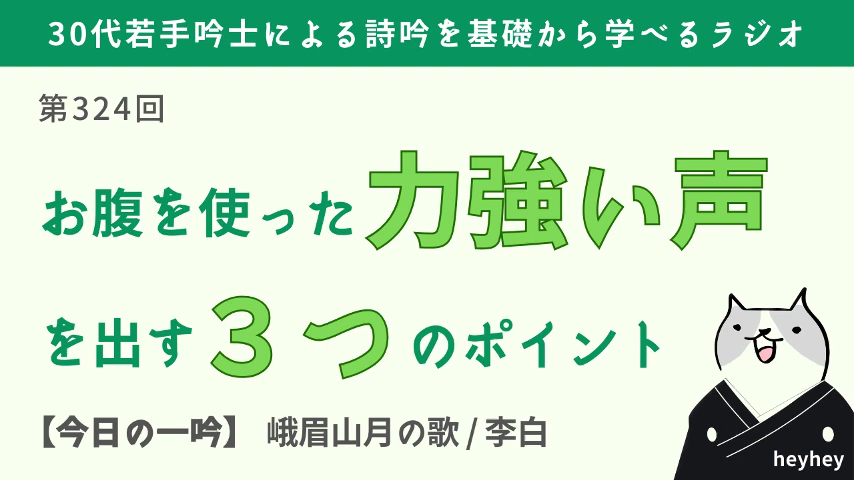 30代若手吟士による詩吟を基礎から学べるラジオ
第324回
お腹を使った力強い声
を出す３つのポイント
【今日の一吟】 峨眉山月の歌 / 李白
heyhey